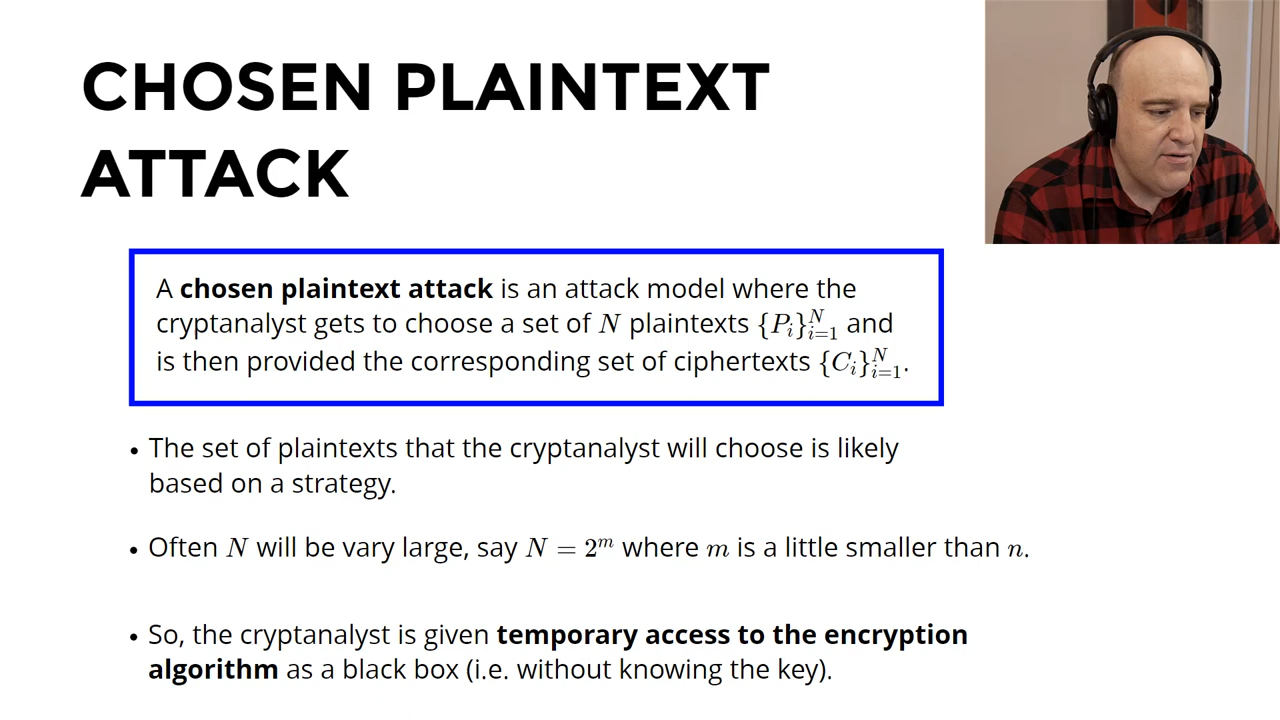 CHOSEN PLAINTEXT
ATTACK
A chosen plaintext attack is an attack model where the
cryptanalyst gets to choose a set of $N$ plaintexts $\{P_i\}_{i=1}^{N}$ and
is then provided the corresponding set of ciphertexts $\{C_i\}_{i=1}^{N}$.
• The set of plaintexts that the cryptanalyst will choose is likely
based on a strategy.
• Often $N$ will be vary large, say $N = 2^m$ where $m$ is a little smaller than $n$.
• So, the cryptanalyst is given temporary access to the encryption
algorithm as a black box (i.e. without knowing the key).